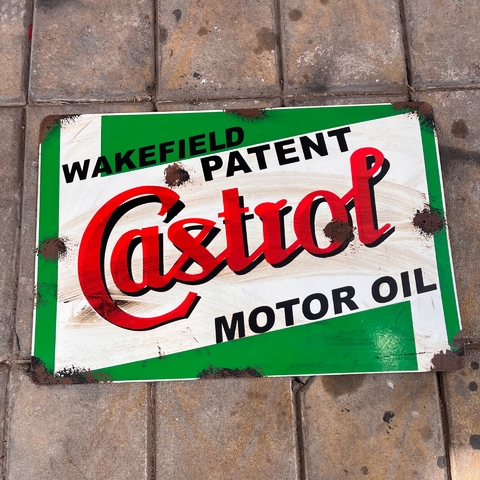 WAKEFIELD
PATENT
Castrol
MOTOR OIL